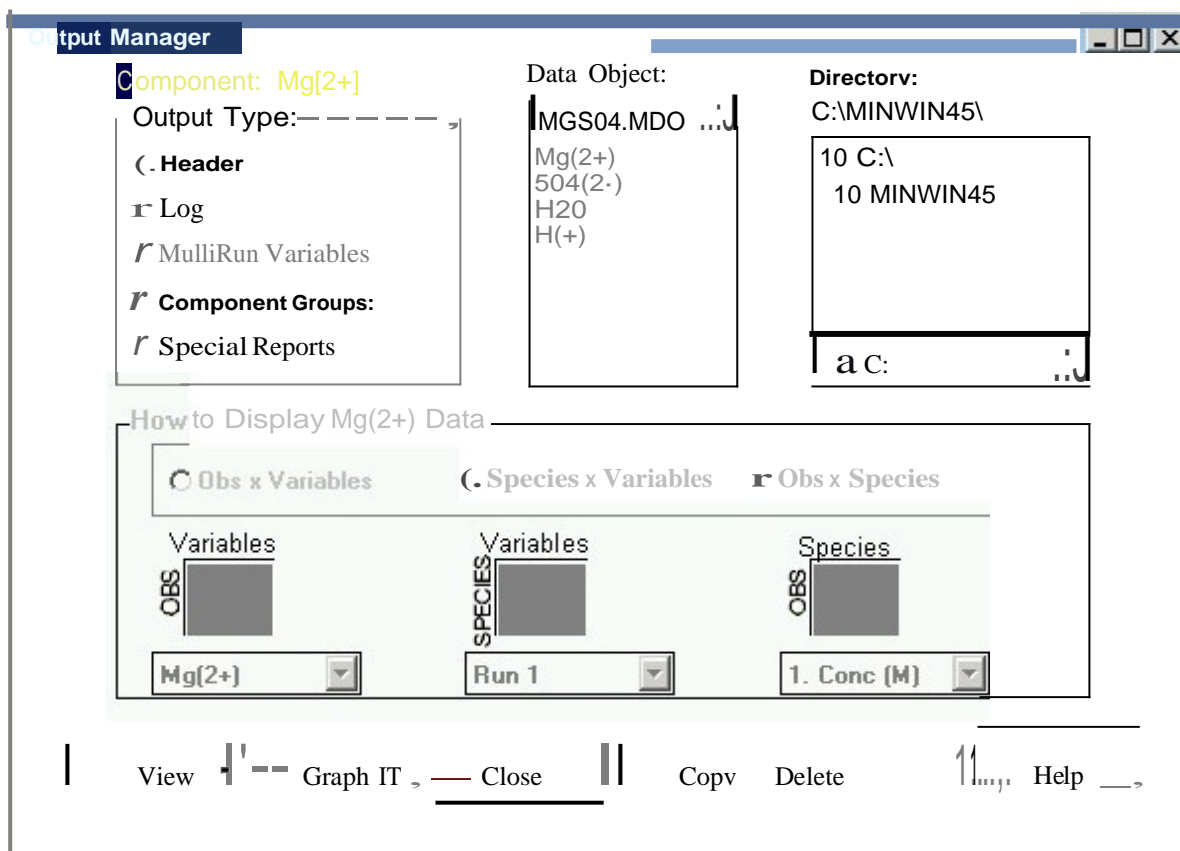 Output Manager
Component: Mg[2+]
Output Type:
(. Header
r Log
r MulliRun Variables
r Component Groups:
r Special Reports
Data Object:
MGS04.MDO
Mg(2+)
504(2·)
H20
H(+)
Directorv:
C:\MINWIN45\
10 C:\
10 MINWIN45
a C:
How to Display Mg(2+) Data
Obs x Variables
(. Species x Variables
r Obs x Species
Variables
OBS
Mg(2+)
Variables
SPECIES
Run 1
Species
OBS
1. Conc (M)
View
Graph IT
Close
Copv
Delete
Help